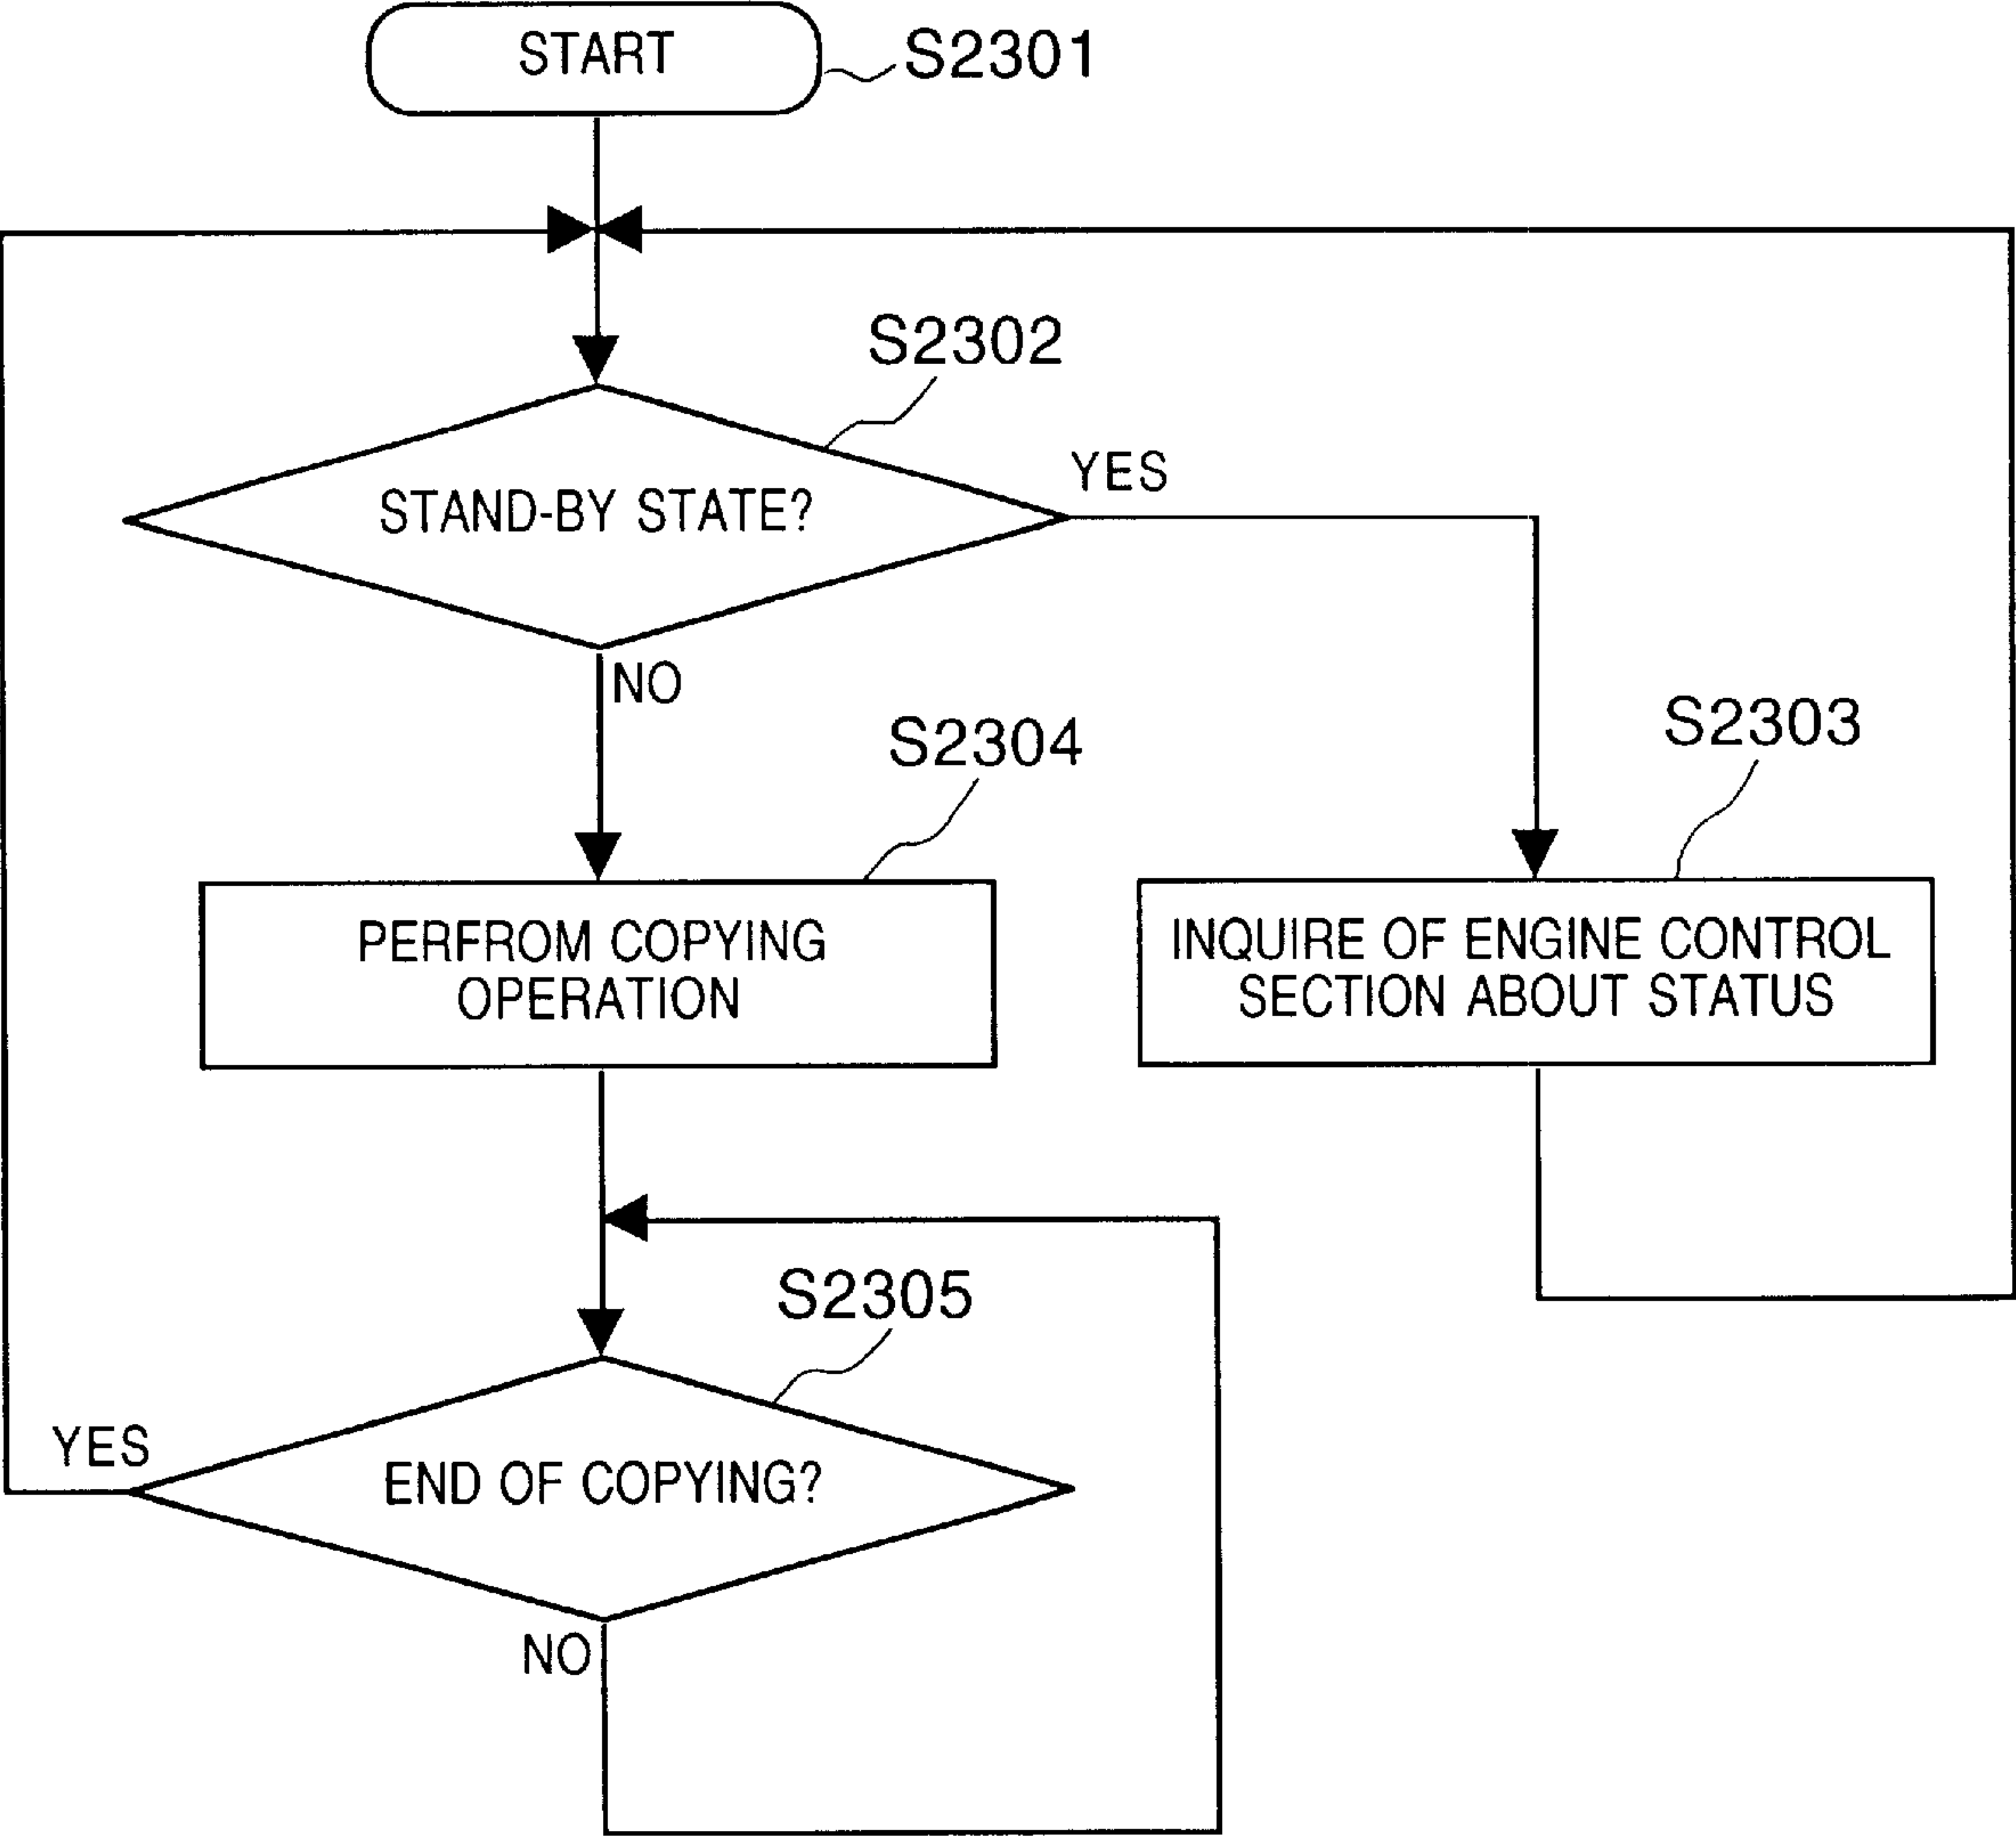 START
S2301
S2302
STAND-BY STATE?
YES
NO
S2304
S2303
PERFROM COPYING
OPERATION
INQUIRE OF ENGINE CONTROL
SECTION ABOUT STATUS
S2305
YES
END OF COPYING?
NO